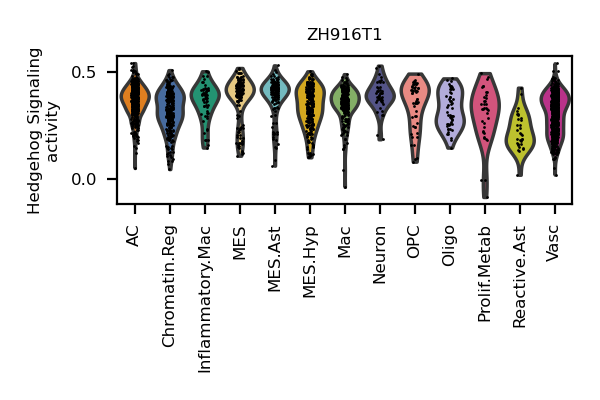 ZH916T1
Hedgehog Signaling
activity
0.5
0.0
AC
Chromatin.Reg
Inflammatory.Mac
MES
MES.Ast
MES.Hyp
Mac
Neuron
OPC
Oligo
Prolif.Metab
Reactive.Ast
Vasc